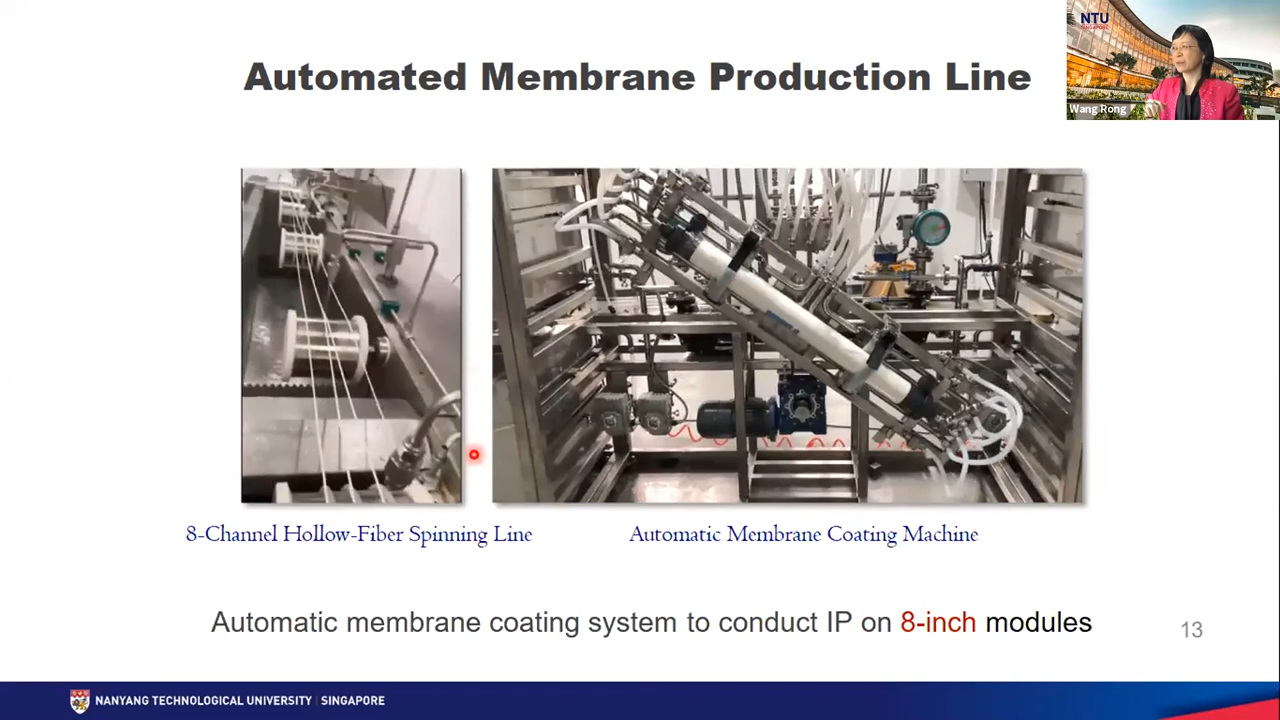 NTU
SINGAPORE
Wang Rong
Automated Membrane Production Line
8-Channel Hollow-Fiber Spinning Line
Automatic Membrane Coating Machine
Automatic membrane coating system to conduct IP on 8-inch modules
13
NANYANG TECHNOLOGICAL UNIVERSITY | SINGAPORE